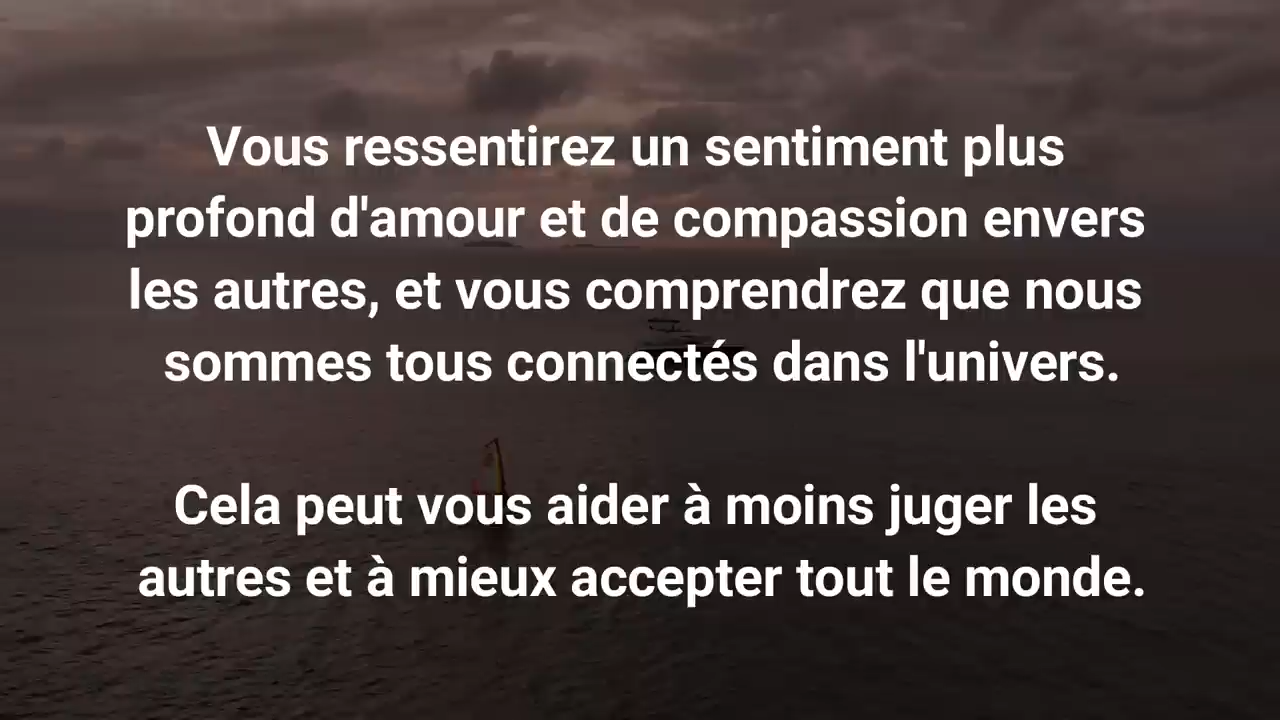 Vous ressentirez un sentiment plus
profond d'amour et de compassion envers
les autres, et vous comprendrez que nous
sommes tous connectés dans l'univers.
Cela peut vous aider à moins juger les
autres et à mieux accepter tout le monde.